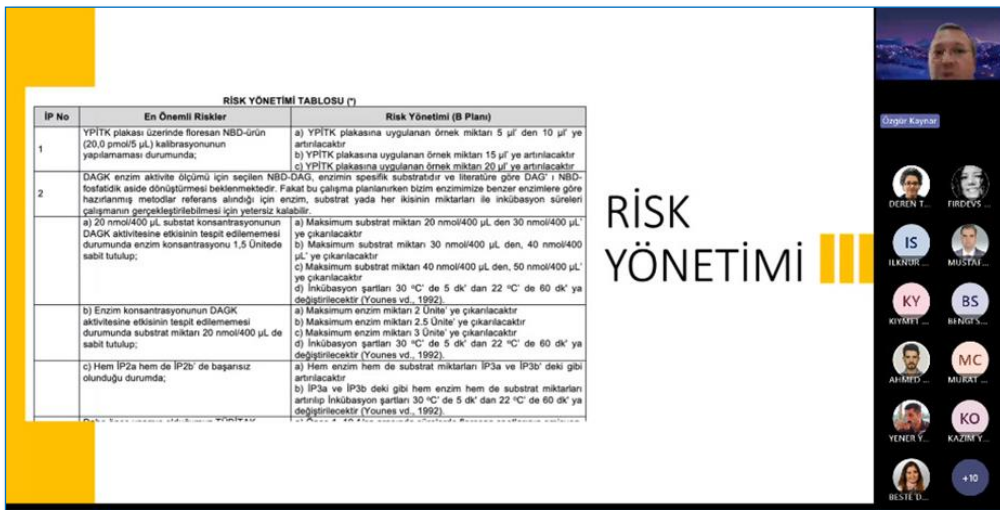 RİSK YÖNETİMİ TABLOSU (*)
İP No
En Önemli Riskler
Risk Yönetimi (B Planı)
1
YPİTK plakası üzerinde floresan NBD-ürün
(20,0 pmol/5 µL) kalibrasyonunun
yapılamaması durumunda;
a) YPİTK plakasına uygulanan örnek miktarı 5 µl' den 10 µl' ye
artırılacaktır
b) YPİTK plakasına uygulanan örnek miktarı 15 µl' ye artırılacaktır
c) YPİTK plakasına uygulanan örnek miktarı 20 µl' ye artırılacaktır
2
DAGK enzim aktivite ölçümü için seçilen NBD-DAG, enzimin spesifik substratıdır ve literatüre göre DAG' ı NBD-
fosfatidik aside dönüştürmesi beklenmektedir. Fakat bu çalışma planlanırken bizim enzimimize benzer enzimlere göre
hazırlanmış metodlar referans alındığı için enzim, substrat yada her ikisinin miktarları ile inkübasyon süreleri
çalışmanın gerçekleştirilebilmesi için yetersiz kalabilir.
a) 20 nmol/400 µL substat konsantrasyonunun
DAGK aktivitesine etkisinin tespit edilememesi
durumunda enzim konsantrasyonu 1,5 Ünitede
sabit tutulup;
a) Maksimum substrat miktarı 20 nmol/400 µL den 30 nmol/400 µL'
ye çıkarılacaktır
b) Maksimum substrat miktarı 30 nmol/400 µL den, 40 nmol/400
µL' ye çıkarılacaktır
c) Maksimum substrat miktarı 40 nmol/400 µL den, 50 nmol/400 µL'
ye çıkarılacaktır
d) İnkübasyon şartları 30 ºC' de 5 dk' dan 22 ºC' de 60 dk' ya
değiştirilecektir (Younes vd., 1992).
b) Enzim konsantrasyonunun DAGK
aktivitesine etkisinin tespit edilememesi
durumunda substrat miktarı 20 nmol/400 µL de
sabit tutulup;
a) Maksimum enzim miktarı 2 Ünite' ye çıkarılacaktır
b) Maksimum enzim miktarı 2.5 Ünite' ye çıkarılacaktır
c) Maksimum enzim miktarı 3 Ünite' ye çıkarılacaktır
d) İnkübasyon şartları 30 ºC' de 5 dk' dan 22 ºC' de 60 dk' ya
değiştirilecektir (Younes vd., 1992).
c) Hem İP2a hem de İP2b' de başarısız
olunduğu durumda;
a) Hem enzim hem de substrat miktarları İP3a ve İP3b' deki gibi
artırılacaktır
b) İP3a ve İP3b deki gibi hem enzim hem de substrat miktarları
artırılıp İnkübasyon şartları 30 ºC' de 5 dk' dan 22 ºC' de 60 dk' ya
değiştirilecektir (Younes vd., 1992).
RİSK
YÖNETİMİ
Özgür Kaynar
DEREN T...
FIRDEVS ...
IS
ILKNUR ...
MUSTAF...
KY
KIYMET ...
BS
BENGI S...
AHMED ...
MC
MURAT ...
YENER Y...
KO
KAZIM Y...
BESTE D...
+10